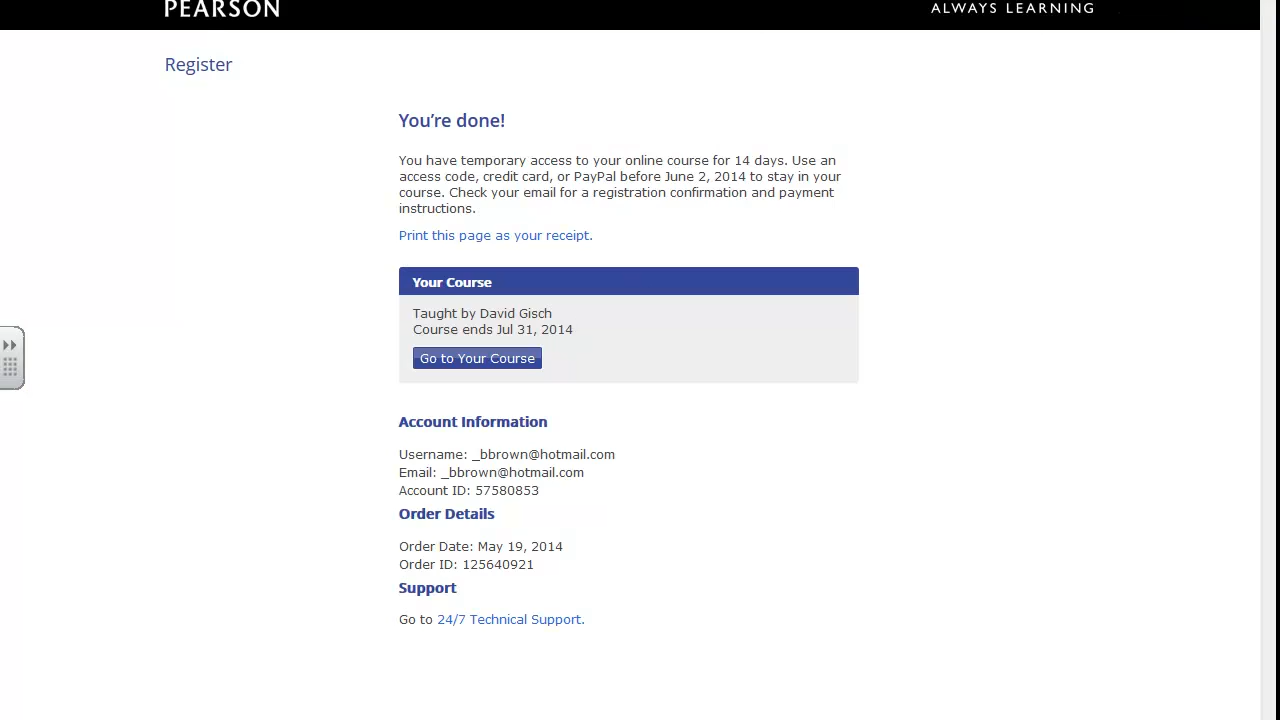 PEARSON
ALWAYS LEARNING
Register
You're done!
You have temporary access to your online course for 14 days. Use an
access code, credit card, or PayPal before June 2, 2014 to stay in your
course. Check your email for a registration confirmation and payment
instructions.
Print this page as your receipt.
Your Course
Taught by David Gisch
Course ends Jul 31, 2014
Go to Your Course
Account Information
Username: _bbrown@hotmail.com
Email: _bbrown@hotmail.com
Account ID: 57580853
Order Details
Order Date: May 19, 2014
Order ID: 125640921
Support
Go to 24/7 Technical Support.